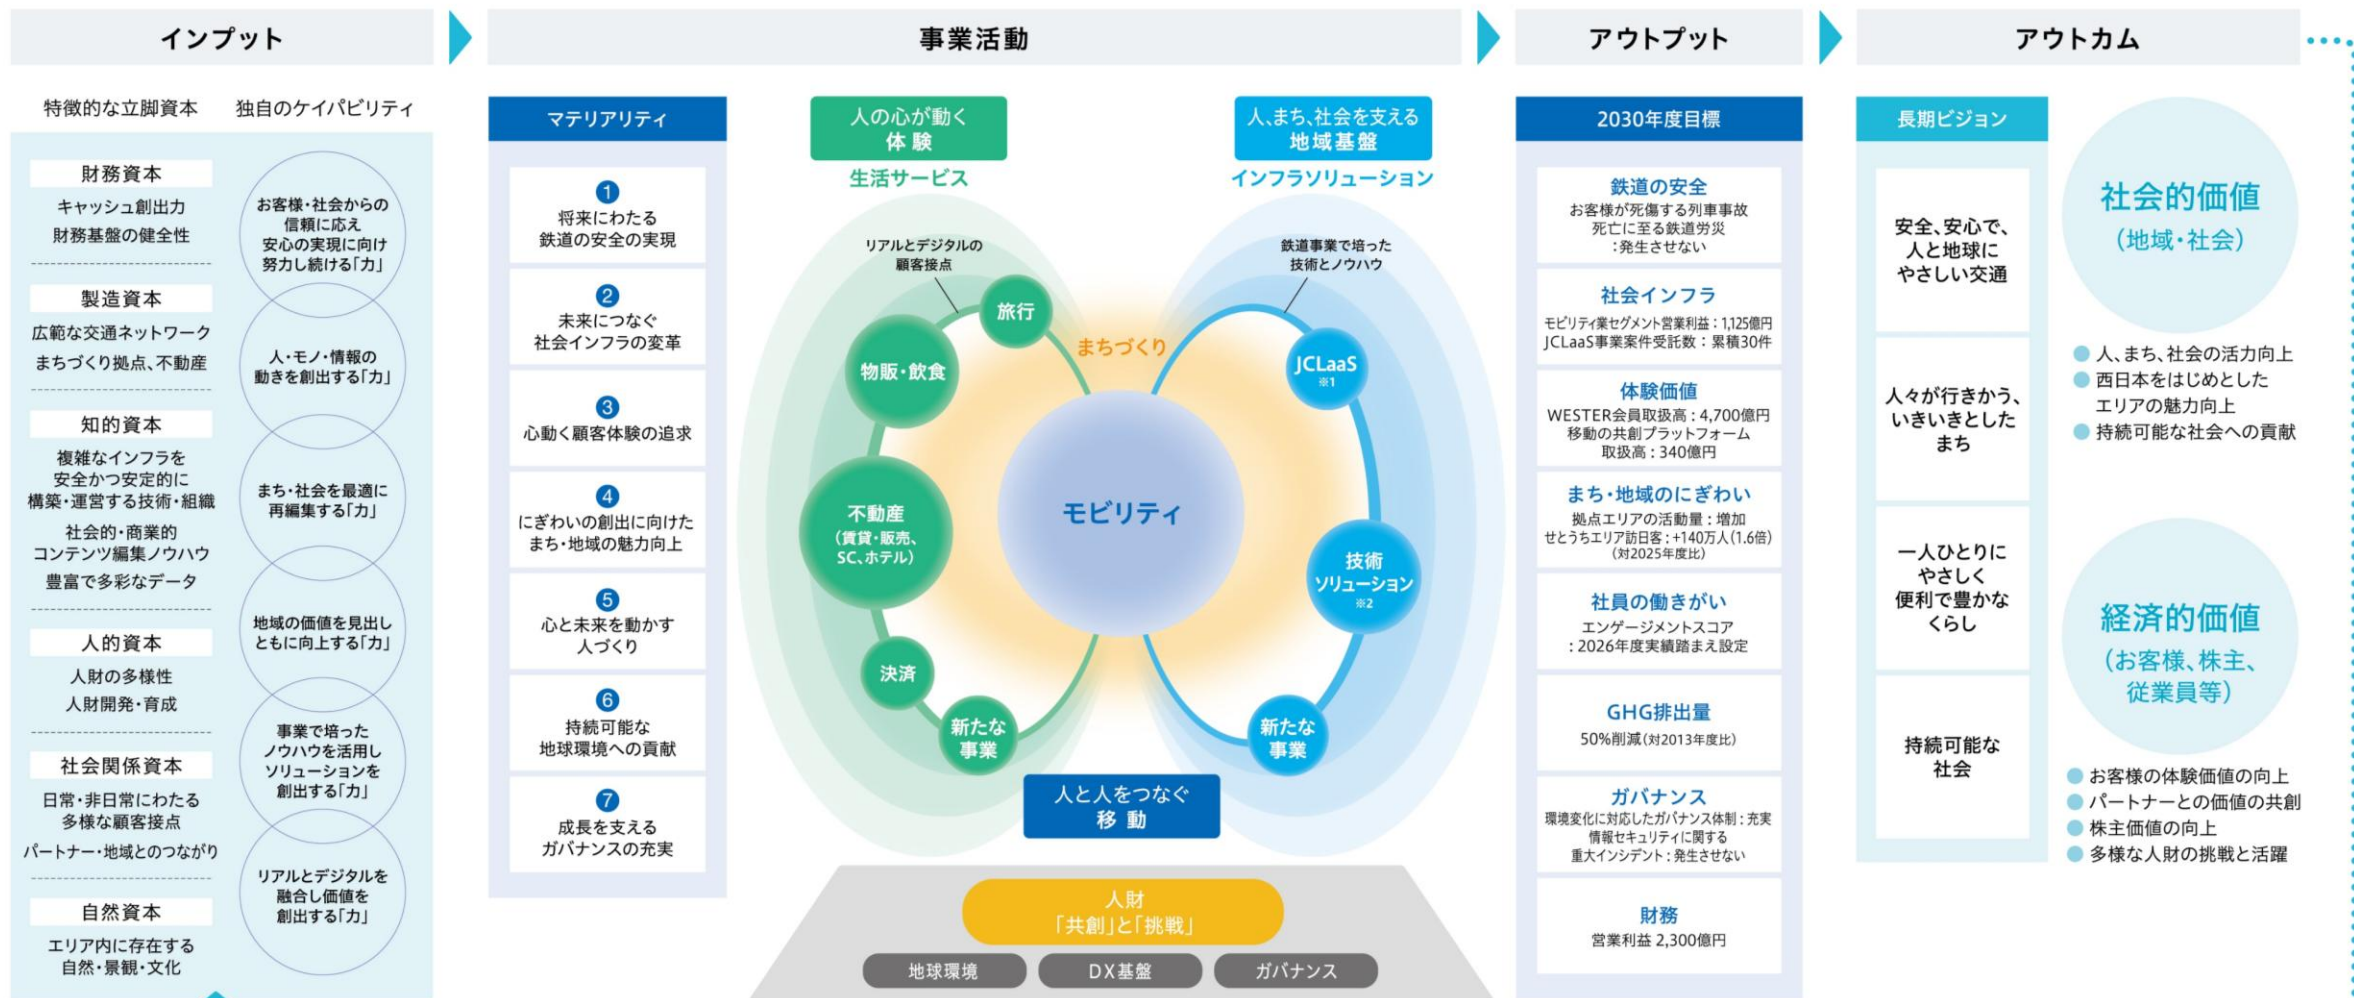 インプット
特徴的な立脚資本
独自のケイパビリティ
財務資本
キャッシュ創出力
財務基盤の健全性
製造資本
広範な交通ネットワーク
まちづくり拠点、不動産
知的資本
複雑なインフラを
安全かつ安定的に
構築・運営する技術・組織
社会的・商業的
コンテンツ編集ノウハウ
豊富で多彩なデータ
人的資本
人財の多様性
人財開発・育成
社会関係資本
日常・非日常にわたる
多様な顧客接点
パートナー・地域とのつながり
自然資本
エリア内に存在する
自然・景観・文化
お客様・社会からの
信頼に応え
安心の実現に向け
努力し続ける「力」
人・モノ・情報の
動きを創出する「力」
まち・社会を最適に
再編集する「力」
地域の価値を見出し
ともに向上する「力」
事業で培った
ノウハウを活用し
ソリューションを
創出する「力」
リアルとデジタルを
融合し価値を
創出する「力」
事業活動
マテリアリティ
1
将来にわたる
鉄道の安全の実現
2
未来につなぐ
社会インフラの変革
3
心動く顧客体験の追求
4
にぎわいの創出に向けた
まち・地域の魅力向上
5
心と未来を動かす
人づくり
6
持続可能な
地球環境への貢献
7
成長を支える
ガバナンスの充実
人の心が動く
体験
生活サービス
リアルとデジタルの
顧客接点
旅行
物販・飲食
不動産
(賃貸・販売、
SC、ホテル)
決済
新たな
事業
まちづくり
モビリティ
人、まち、社会を支える
地域基盤
インフラソリューション
鉄道事業で培った
技術とノウハウ
JCLaaS
※1
技術
ソリューション
※2
新たな
事業
人と人をつなぐ
移動
人財
「共創」と「挑戦」
地球環境
DX基盤
ガバナンス
アウトプット
2030年度目標
鉄道の安全
お客様が死傷する列車事故
死亡に至る鉄道労災
:発生させない
社会インフラ
モビリティ業セグメント営業利益:1,125億円
JCLaaS事業案件受託数:累積30件
体験価値
WESTER会員取扱高:4,700億円
移動の共創プラットフォーム
取扱高:340億円
まち・地域のにぎわい
拠点エリアの活動量:増加
せとうちエリア訪日客:+140万人(1.6倍)
(対2025年度比)
社員の働きがい
エンゲージメントスコア
:2026年度実績踏まえ設定
GHG排出量
50%削減(対2013年度比)
ガバナンス
環境変化に対応したガバナンス体制:充実
情報セキュリティに関する
重大インシデント:発生させない
財務
営業利益 2,300億円
アウトカム
長期ビジョン
安全、安心で、
人と地球に
やさしい交通
人々が行きかう、
いきいきとした
まち
一人ひとりに
やさしく
便利で豊かな
くらし
持続可能な
社会
社会的価値
(地域・社会)
● 人、まち、社会の活力向上
● 西日本をはじめとした
エリアの魅力向上
● 持続可能な社会への貢献
経済的価値
(お客様、株主、
従業員等)
● お客様の体験価値の向上
● パートナーとの価値の共創
● 株主価値の向上
● 多様な人財の挑戦と活躍